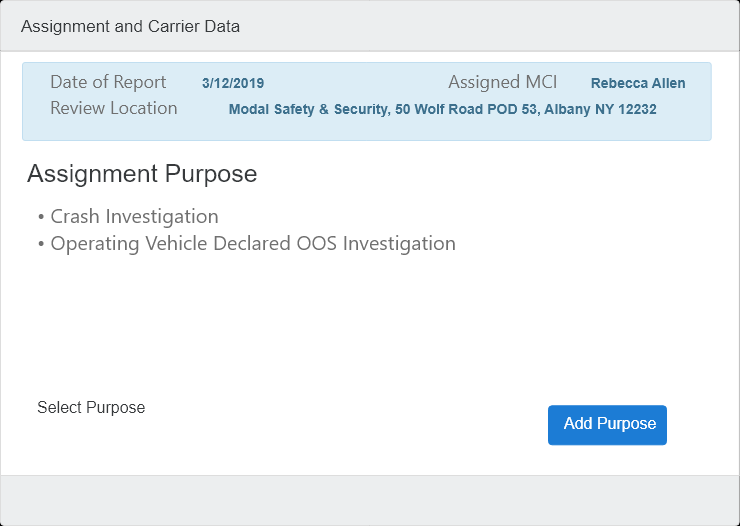 Assignment and Carrier Data
Date of Report 3/12/2019 Assigned MCI Rebecca Allen
Review Location Modal Safety & Security, 50 Wolf Road POD 53, Albany NY 12232
Assignment Purpose
• Crash Investigation
• Operating Vehicle Declared OOS Investigation
Select Purpose
Add Purpose